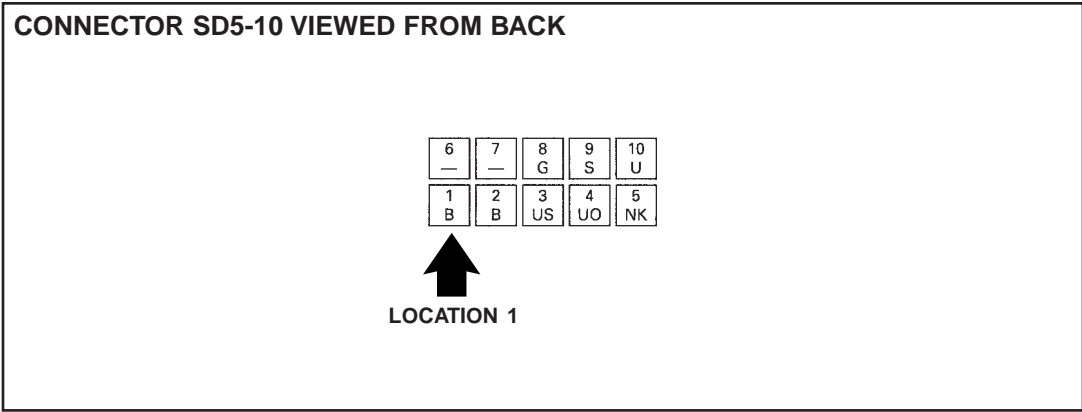 CONNECTOR SD5-10 VIEWED FROM BACK
6 7 8 9 10
— — G S U
1 2 3 4 5
B B US UO NK
LOCATION 1